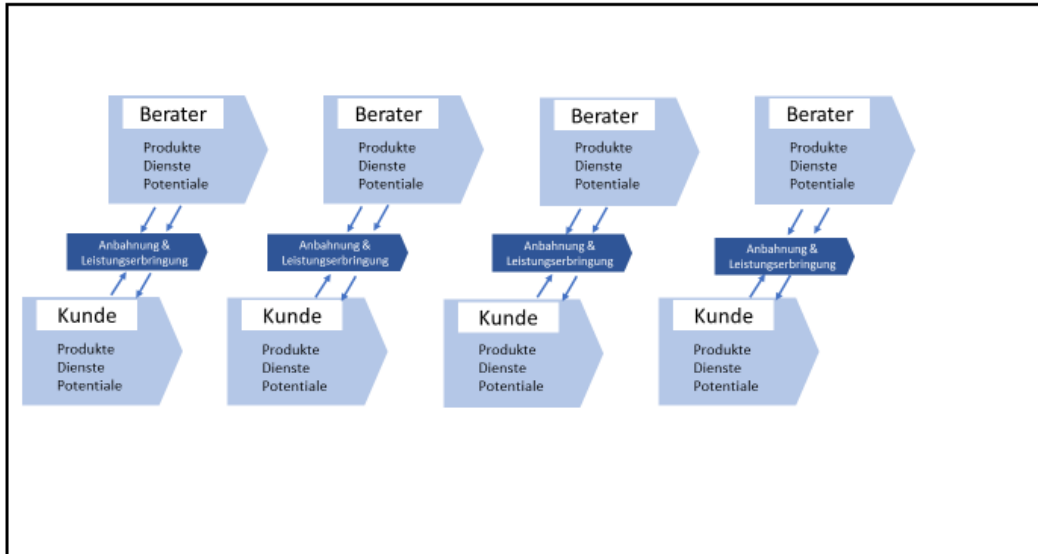 Berater
Produkte
Dienste
Potentiale
Berater
Produkte
Dienste
Potentiale
Berater
Produkte
Dienste
Potentiale
Berater
Produkte
Dienste
Potentiale
Anbahnung &
Leistungserbringung
Anbahnung &
Leistungserbringung
Anbahnung &
Leistungserbringung
Anbahnung &
Leistungserbringung
Kunde
Produkte
Dienste
Potentiale
Kunde
Produkte
Dienste
Potentiale
Kunde
Produkte
Dienste
Potentiale
Kunde
Produkte
Dienste
Potentiale